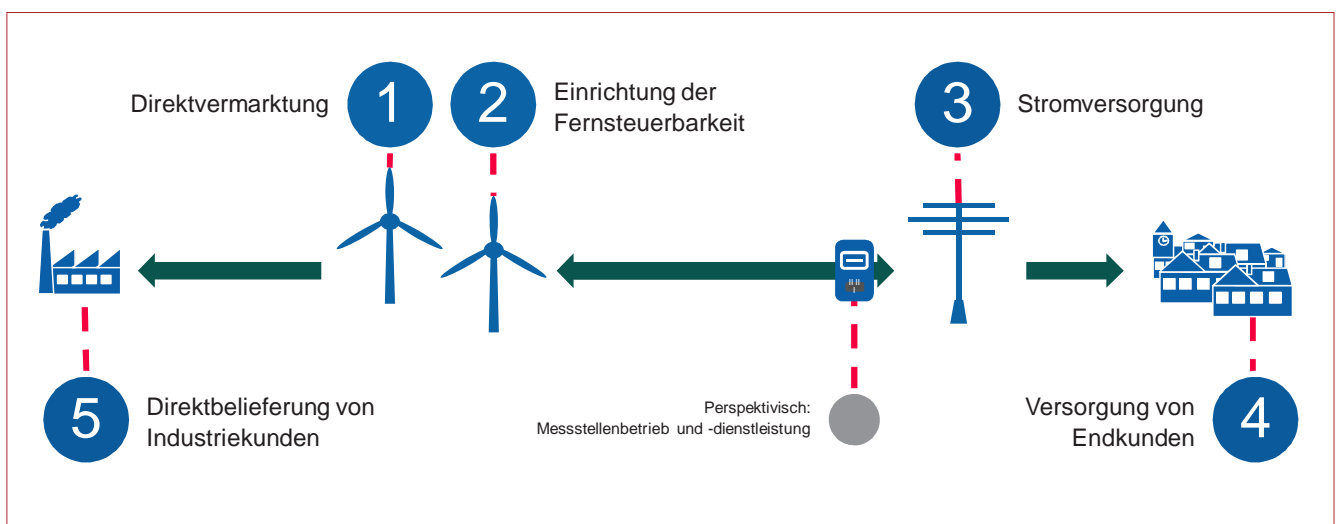 Direktvermarktung
1
2
Einrichtung der
Fernsteuerbarkeit
3
Stromversorgung
5
Direktbelieferung von
Industriekunden
Perspektivisch:
Messstellenbetrieb und -dienstleistung
Versorgung von
Endkunden
4